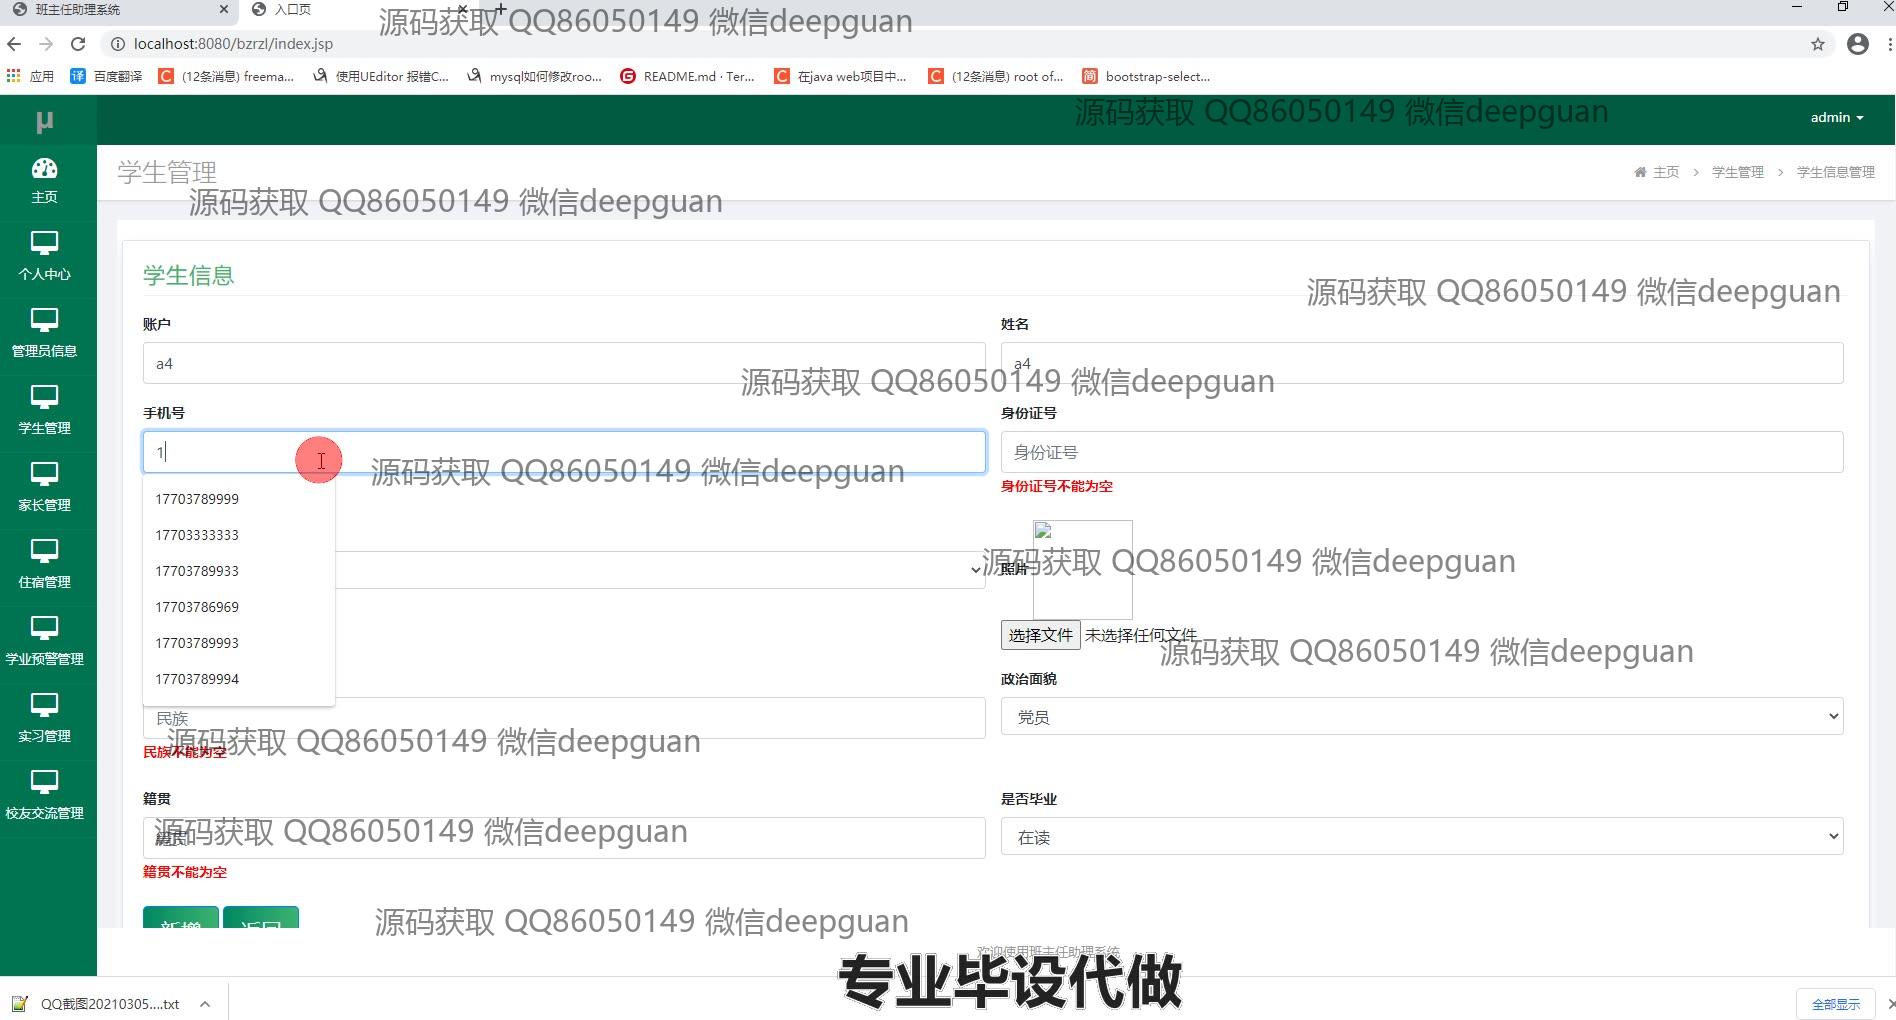 班主任助理系统
入口页
源码获取 QQ86050149 微信deepguan
localhost:8080/bzrzl/index.jsp
应用
百度翻译
(12条消息) freema...
使用UEditor 报错C...
mysql如何修改roo...
README.md · Ter...
在java web项目中...
(12条消息) root of...
bootstrap-select...
μ
源码获取 QQ86050149 微信deepguan
admin
主页
个人中心
管理员信息
学生管理
家长管理
住宿管理
学业预警管理
实习管理
校友交流管理
学生管理
主页 > 学生管理 > 学生信息管理
源码获取 QQ86050149 微信deepguan
学生信息
源码获取 QQ86050149 微信deepguan
账户
姓名
a4
a4
源码获取 QQ86050149 微信deepguan
手机号
身份证号
1
身份证号
源码获取 QQ86050149 微信deepguan
身份证号不能为空
17703789999
17703333333
17703789933
17703786969
17703789993
17703789994
源码获取 QQ86050149 微信deepguan
照片
选择文件 未选择任何文件
源码获取 QQ86050149 微信deepguan
政治面貌
民族
党员
源码获取 QQ86050149 微信deepguan
民族不能为空
籍贯
是否毕业
籍贯
源码获取 QQ86050149 微信deepguan
在读
籍贯不能为空
新增
返回
源码获取 QQ86050149 微信deepguan
欢迎使用班主任助理系统
专业毕设代做
QQ截图20210305....txt
全部显示